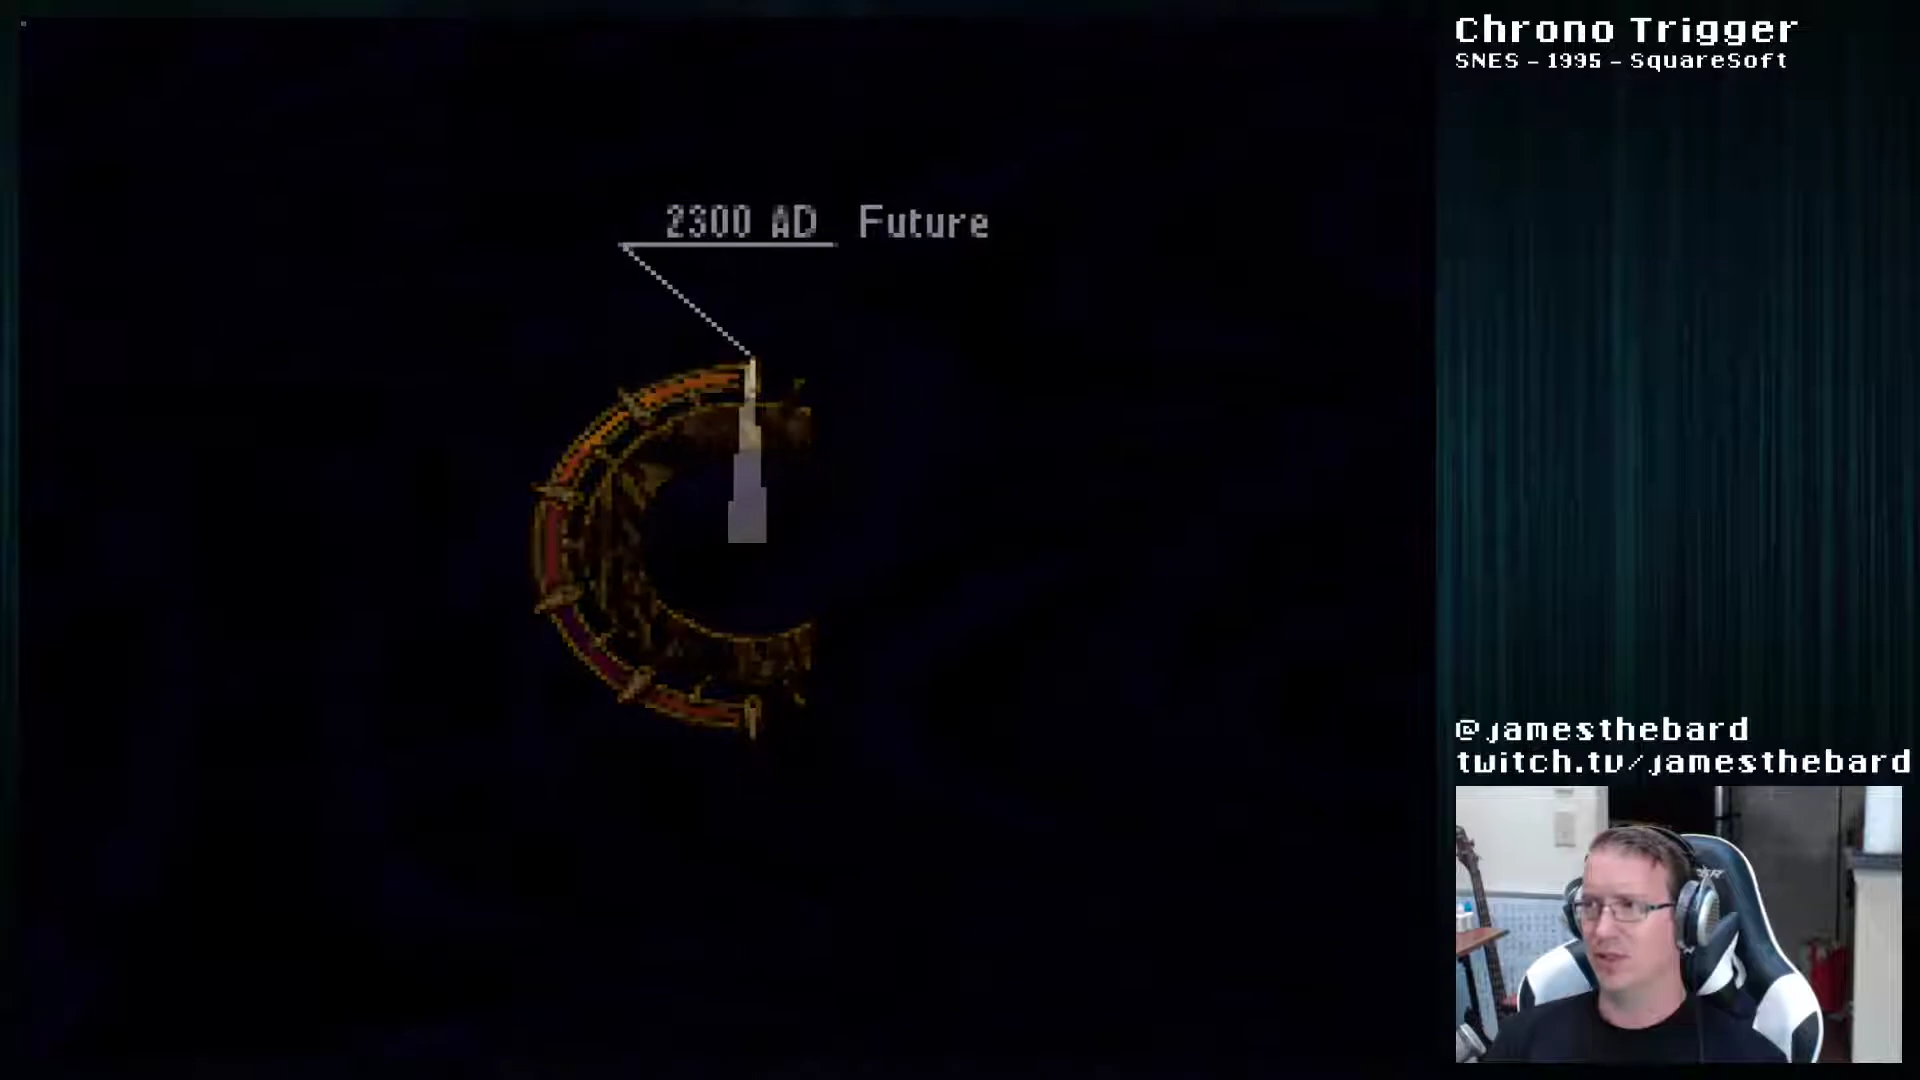 Chrono Trigger
SNES - 1995 - SquareSoft
2300 AD Future
@jamesthebard
twitch.tv/jamesthebard